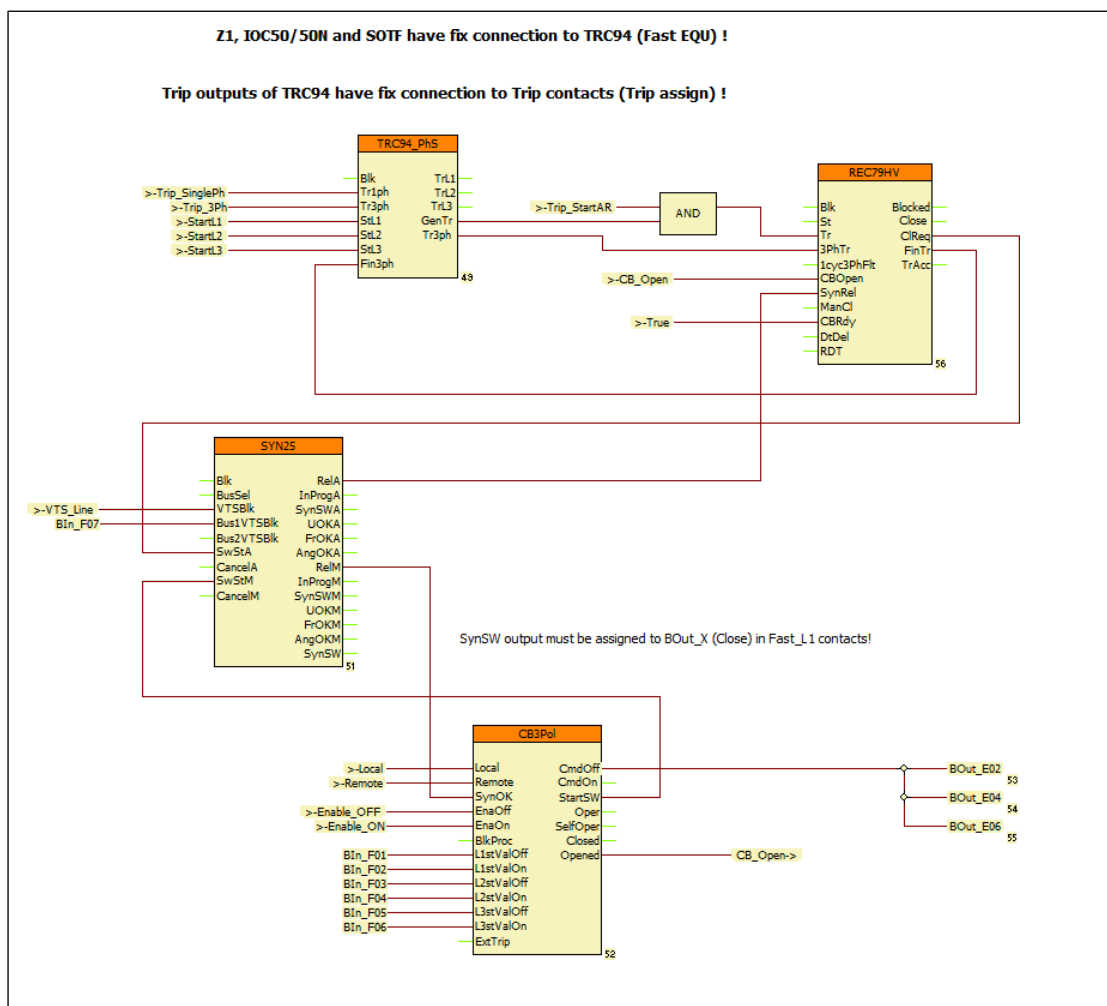 Z1, IOC50/50N and SOTF have fix connection to TRC94 (Fast EQU) !
Trip outputs of TRC94 have fix connection to Trip contacts (Trip assign) !
TRC94_PhS
Blk TrL1
>-Trip_SinglePh Tr1ph TrL2
>-Trip_3Ph Tr3ph TrL3
>-StartL1 StL1 GenTr
>-StartL2 StL2 Tr3ph
>-StartL3 StL3
Fin3ph
43
>-Trip_StartAR
AND
REC79HV
Blk Blocked
St Close
Tr ClReq
3PhTr FinTr
1cyc3PhFlt TrAcc
>-CB_Open CBOpen
SynRel
ManCl
>-True CBRdy
DtDel
RDT
56
SYN25
Blk RelA
BusSel InProgA
>-VTS_Line VTSBlk SynSWA
BIn_F07 Bus1VTSBlk UOKA
Bus2VTSBlk FrOKA
SwStA AngOKA
CancelA RelM
SwStM InProgM
CancelM SynSWM
UOKM
FrOKM
AngOKM
SynSW
51
SynSW output must be assigned to BOut_X (Close) in Fast_L1 contacts!
CB3Pol
>-Local Local CmdOff
>-Remote Remote CmdOn
SynOK StartSW
>-Enable_OFF EnaOff Oper
>-Enable_ON EnaOn SelfOper
BlkProc Closed
BIn_F01 L1stValOff Opened
BIn_F02 L1stValOn
BIn_F03 L2stValOff
BIn_F04 L2stValOn
BIn_F05 L3stValOff
BIn_F06 L3stValOn
ExtTrip
52
CB_Open->
BOut_E02
53
BOut_E04
54
BOut_E06
55